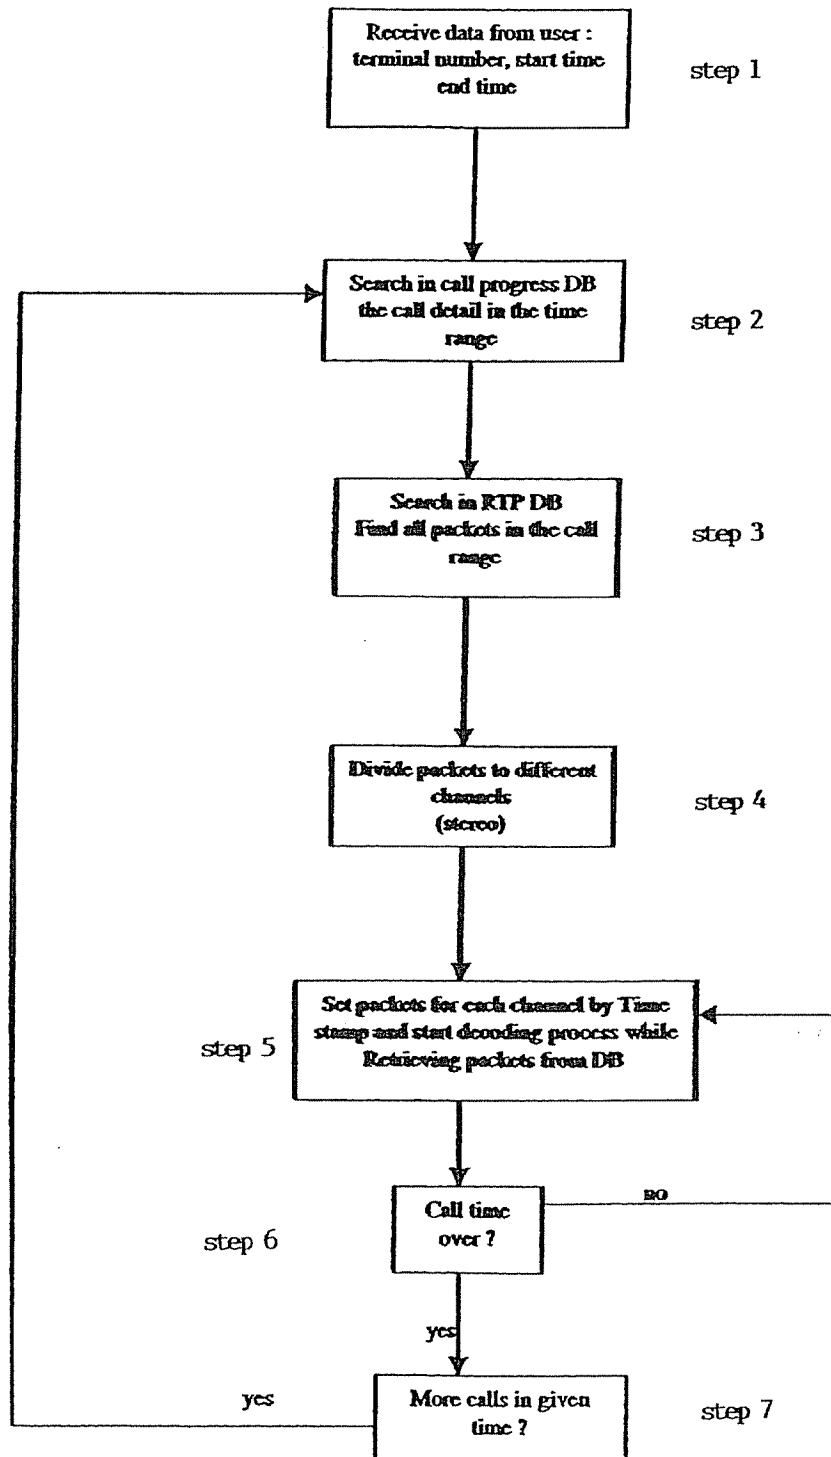 Receive data from user :
terminal number, start time
end time
step 1
Search in call progress DB
the call detail in the time
range
step 2
Search in RTP DB
Find all packets in the call
range
step 3
Divide packets to different
channels
(stereo)
step 4
Set packets for each channel by Time
stamp and start decoding process while
Retrieving packets from DB
step 5
no
Call time
over ?
step 6
yes
yes
More calls in given
time ?
step 7